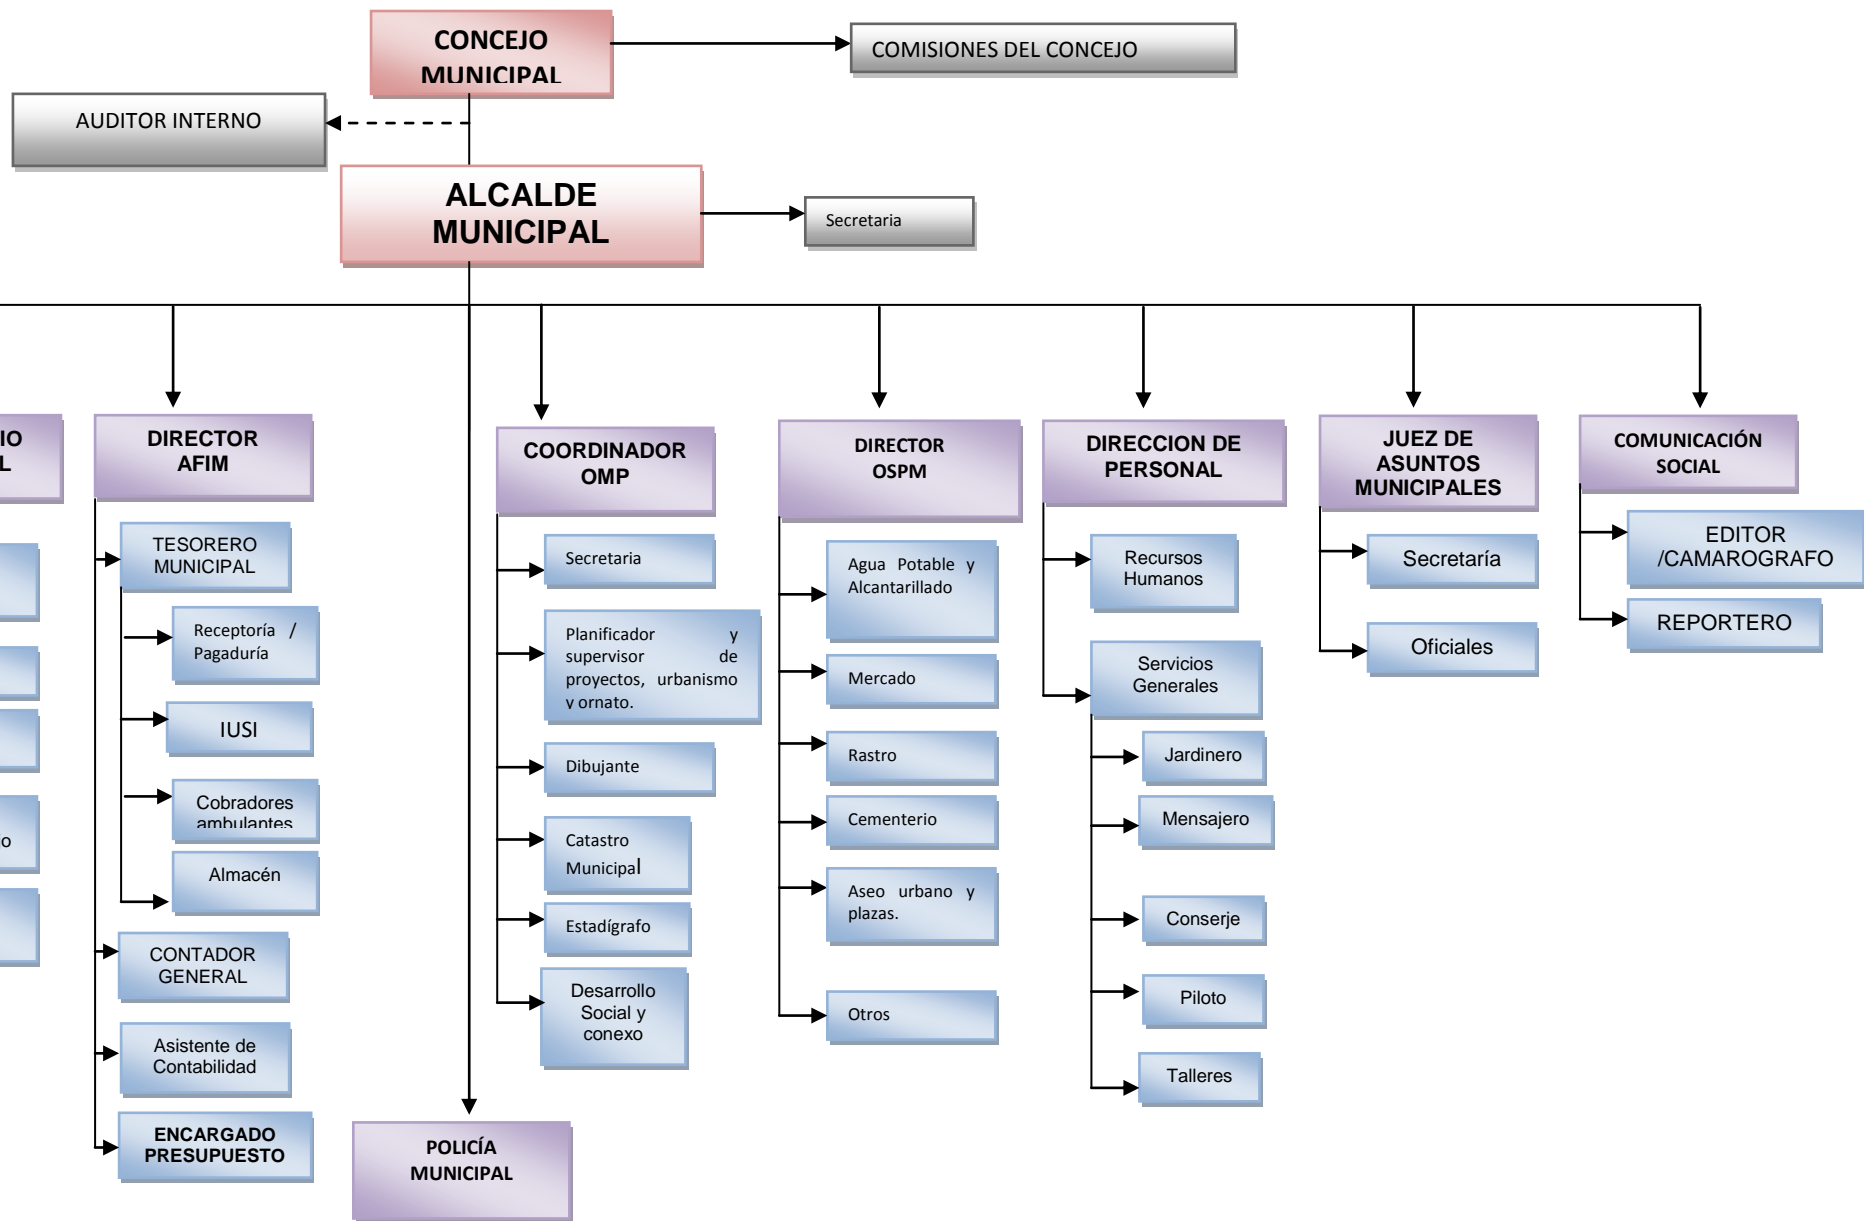 CONCEJO
MUNICIPAL
COMISIONES DEL CONCEJO
AUDITOR INTERNO
ALCALDE
MUNICIPAL
Secretaria
DIRECTOR
AFIM
TESORERO
MUNICIPAL
Receptoría /
Pagaduría
IUSI
Cobradores
ambulantes
Almacén
CONTADOR
GENERAL
Asistente de
Contabilidad
ENCARGADO
PRESUPUESTO
POLICÍA
MUNICIPAL
COORDINADOR
OMP
Secretaria
Planificador y
supervisor de
proyectos, urbanismo
y ornato.
Dibujante
Catastro
Municipal
Estadígrafo
Desarrollo
Social y
conexo
DIRECTOR
OSPM
Agua Potable y
Alcantarillado
Mercado
Rastro
Cementerio
Aseo urbano y
plazas.
Otros
DIRECCION DE
PERSONAL
Recursos
Humanos
Servicios
Generales
Jardinero
Mensajero
Conserje
Piloto
Talleres
JUEZ DE
ASUNTOS
MUNICIPALES
Secretaría
Oficiales
COMUNICACIÓN
SOCIAL
EDITOR
/CAMAROGRAFO
REPORTERO